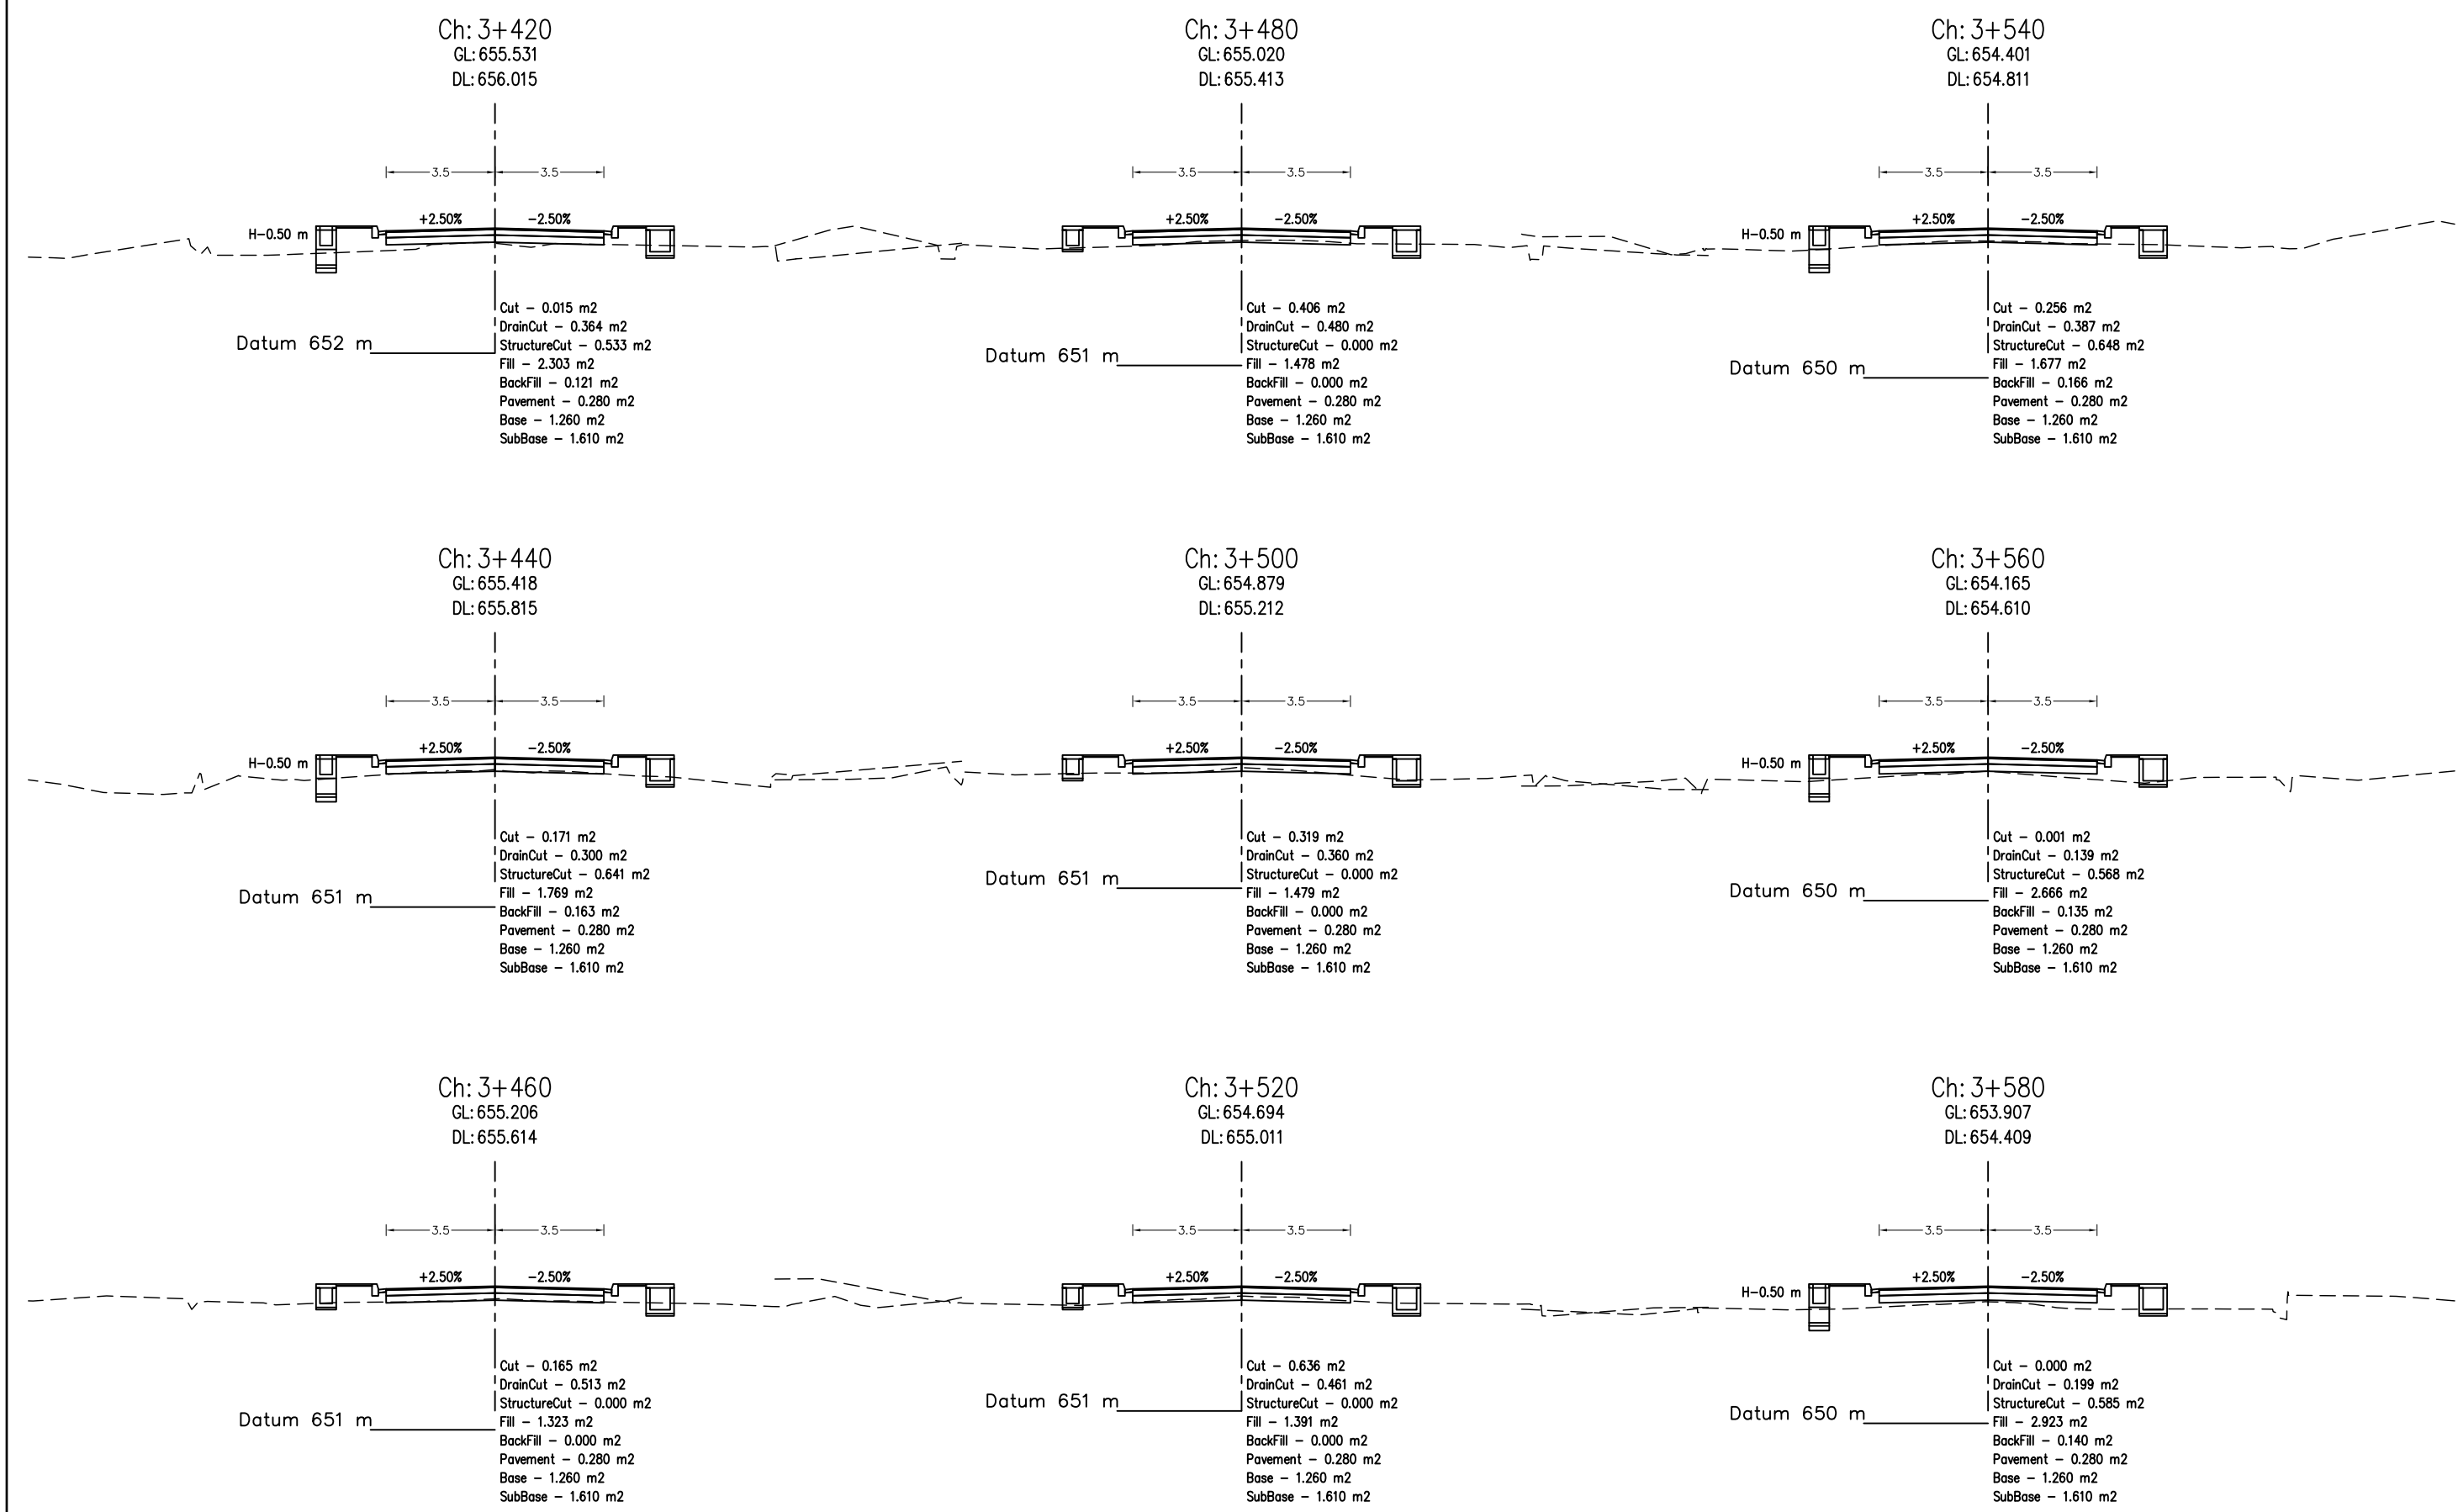 Ch: 3+420
GL: 655.531
DL: 656.015
3.5 3.5
+2.50% -2.50%
H-0.50 m
Cut - 0.015 m2
DrainCut - 0.364 m2
StructureCut - 0.533 m2
Fill - 2.303 m2
BackFill - 0.121 m2
Pavement - 0.280 m2
Base - 1.260 m2
SubBase - 1.610 m2
Datum 652 m
Ch: 3+480
GL: 655.020
DL: 655.413
3.5 3.5
+2.50% -2.50%
Cut - 0.406 m2
DrainCut - 0.480 m2
StructureCut - 0.000 m2
Fill - 1.478 m2
BackFill - 0.000 m2
Pavement - 0.280 m2
Base - 1.260 m2
SubBase - 1.610 m2
Datum 651 m
Ch: 3+540
GL: 654.401
DL: 654.811
3.5 3.5
+2.50% -2.50%
H-0.50 m
Cut - 0.256 m2
DrainCut - 0.387 m2
StructureCut - 0.648 m2
Fill - 1.677 m2
BackFill - 0.166 m2
Pavement - 0.280 m2
Base - 1.260 m2
SubBase - 1.610 m2
Datum 650 m
Ch: 3+440
GL: 655.418
DL: 655.815
3.5 3.5
+2.50% -2.50%
H-0.50 m
Cut - 0.171 m2
DrainCut - 0.300 m2
StructureCut - 0.641 m2
Fill - 1.769 m2
BackFill - 0.163 m2
Pavement - 0.280 m2
Base - 1.260 m2
SubBase - 1.610 m2
Datum 651 m
Ch: 3+500
GL: 654.879
DL: 655.212
3.5 3.5
+2.50% -2.50%
Cut - 0.319 m2
DrainCut - 0.360 m2
StructureCut - 0.000 m2
Fill - 1.479 m2
BackFill - 0.000 m2
Pavement - 0.280 m2
Base - 1.260 m2
SubBase - 1.610 m2
Datum 651 m
Ch: 3+560
GL: 654.165
DL: 654.610
3.5 3.5
+2.50% -2.50%
H-0.50 m
Cut - 0.001 m2
DrainCut - 0.139 m2
StructureCut - 0.568 m2
Fill - 2.666 m2
BackFill - 0.135 m2
Pavement - 0.280 m2
Base - 1.260 m2
SubBase - 1.610 m2
Datum 650 m
Ch: 3+460
GL: 655.206
DL: 655.614
3.5 3.5
+2.50% -2.50%
Cut - 0.165 m2
DrainCut - 0.513 m2
StructureCut - 0.000 m2
Fill - 1.323 m2
BackFill - 0.000 m2
Pavement - 0.280 m2
Base - 1.260 m2
SubBase - 1.610 m2
Datum 651 m
Ch: 3+520
GL: 654.694
DL: 655.011
3.5 3.5
+2.50% -2.50%
Cut - 0.636 m2
DrainCut - 0.461 m2
StructureCut - 0.000 m2
Fill - 1.391 m2
BackFill - 0.000 m2
Pavement - 0.280 m2
Base - 1.260 m2
SubBase - 1.610 m2
Datum 651 m
Ch: 3+580
GL: 653.907
DL: 654.409
3.5 3.5
+2.50% -2.50%
H-0.50 m
Cut - 0.000 m2
DrainCut - 0.199 m2
StructureCut - 0.585 m2
Fill - 2.923 m2
BackFill - 0.140 m2
Pavement - 0.280 m2
Base - 1.260 m2
SubBase - 1.610 m2
Datum 650 m